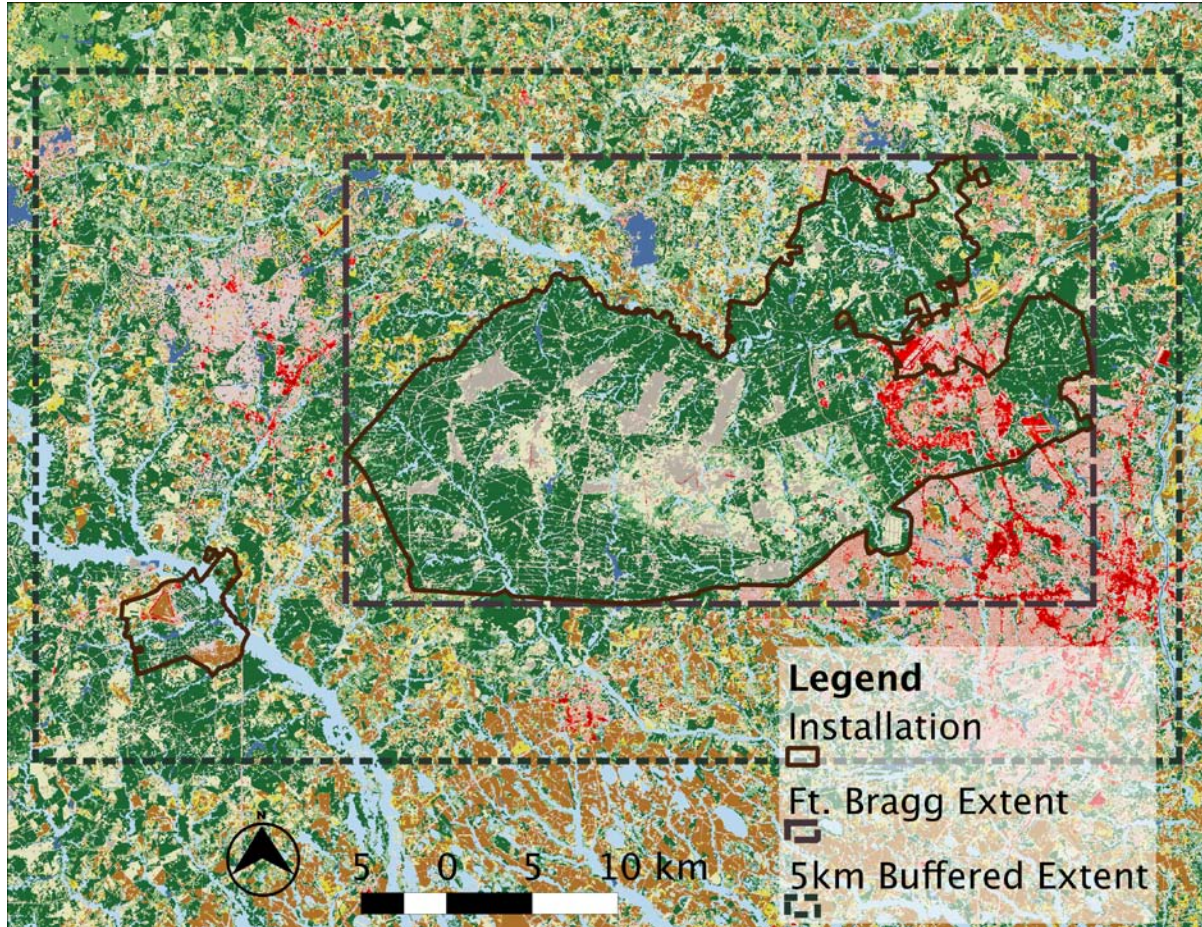 Legend
Installation
Ft. Bragg Extent
5km Buffered Extent
N
5 0 5 10 km